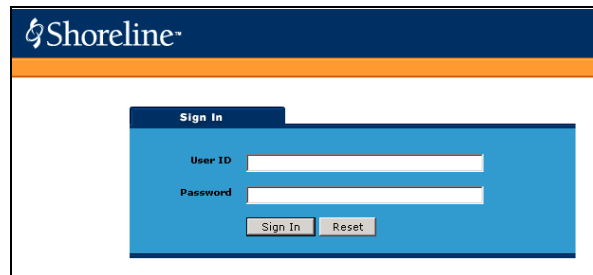 Shoreline™
Sign In
User ID
Password
Sign In Reset